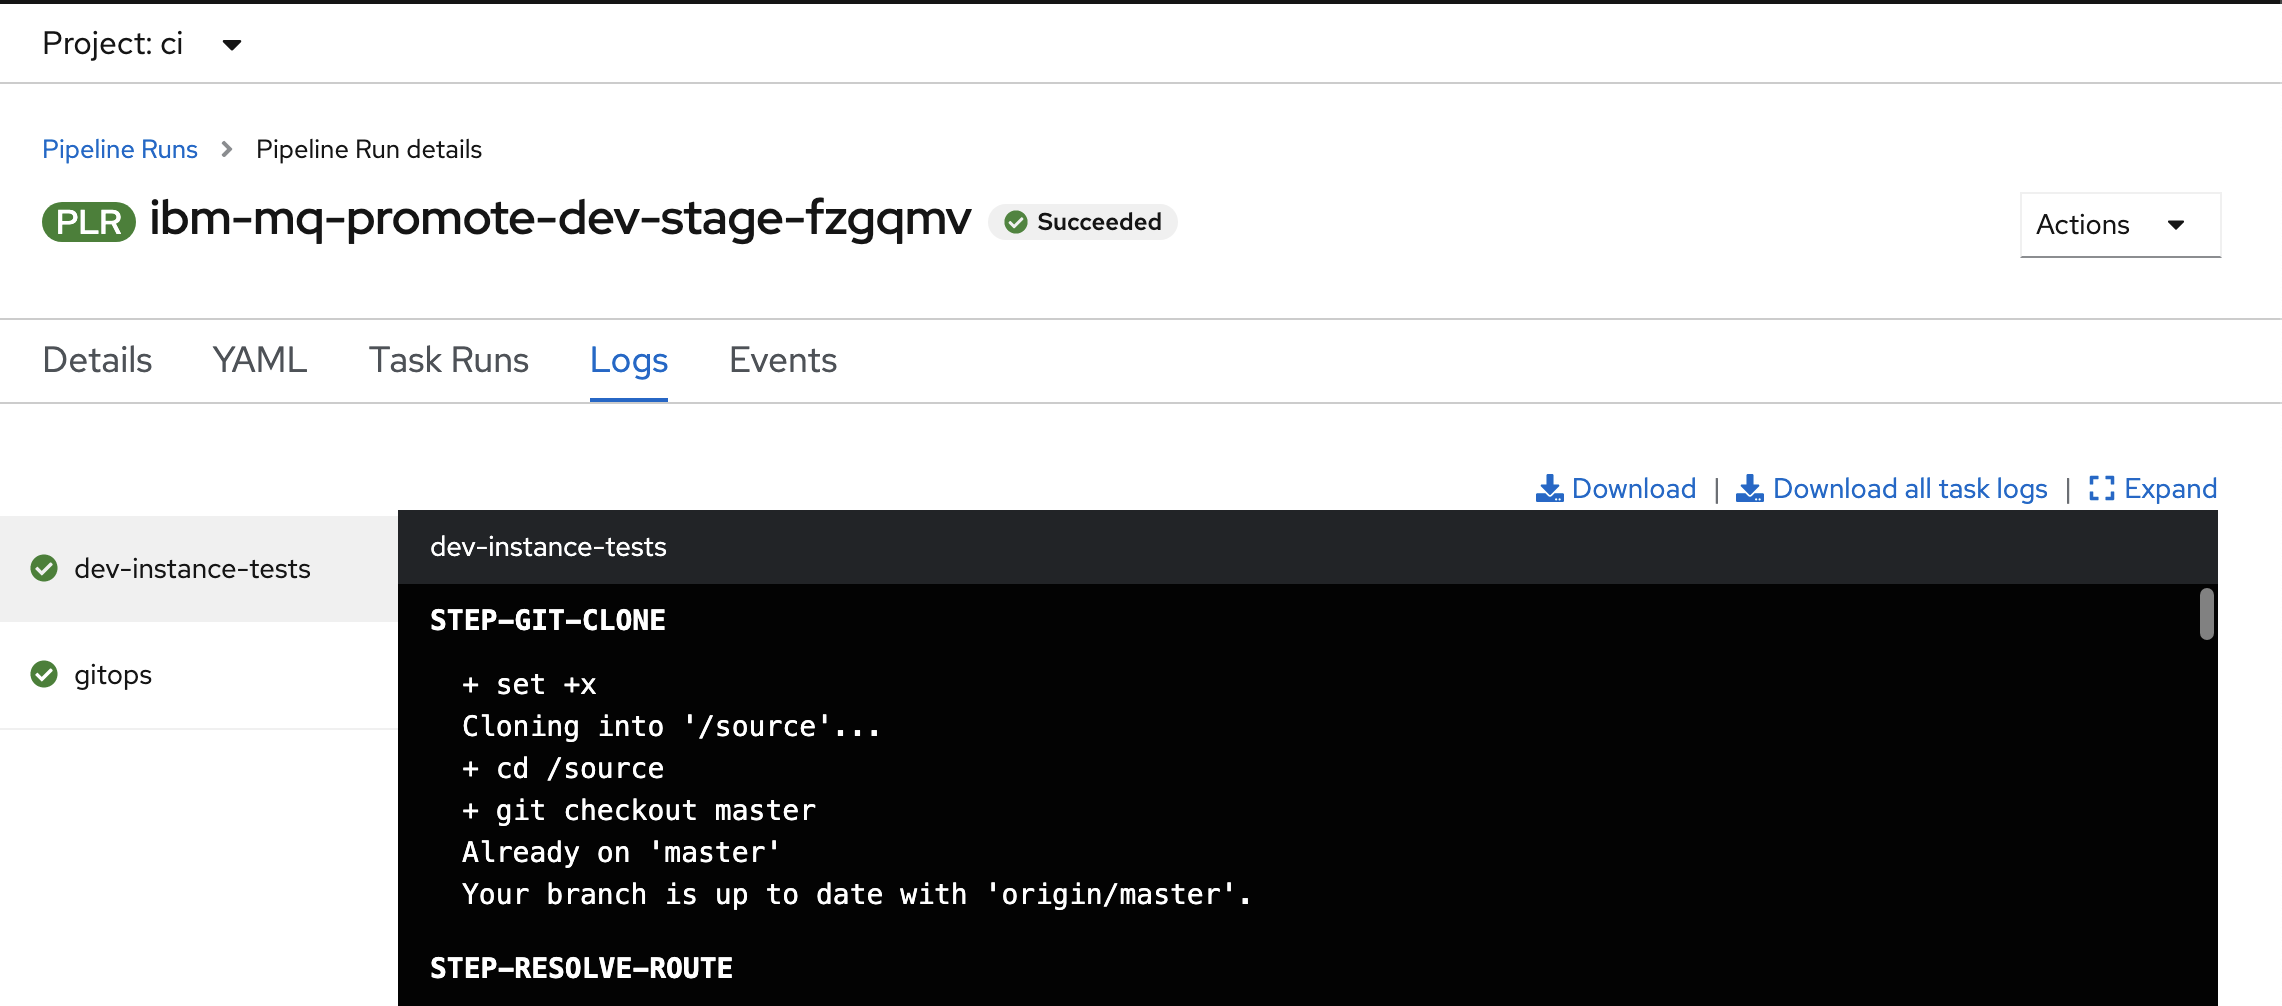 Project: ci
Pipeline Runs > Pipeline Run details
PLR ibm-mq-promote-dev-stage-fzgqmv Succeeded
Actions
Details YAML Task Runs Logs Events
Download | Download all task logs | Expand
dev-instance-tests
gitops
dev-instance-tests
STEP-GIT-CLONE
+ set +x
Cloning into '/source'...
+ cd /source
+ git checkout master
Already on 'master'
Your branch is up to date with 'origin/master'.
STEP-RESOLVE-ROUTE